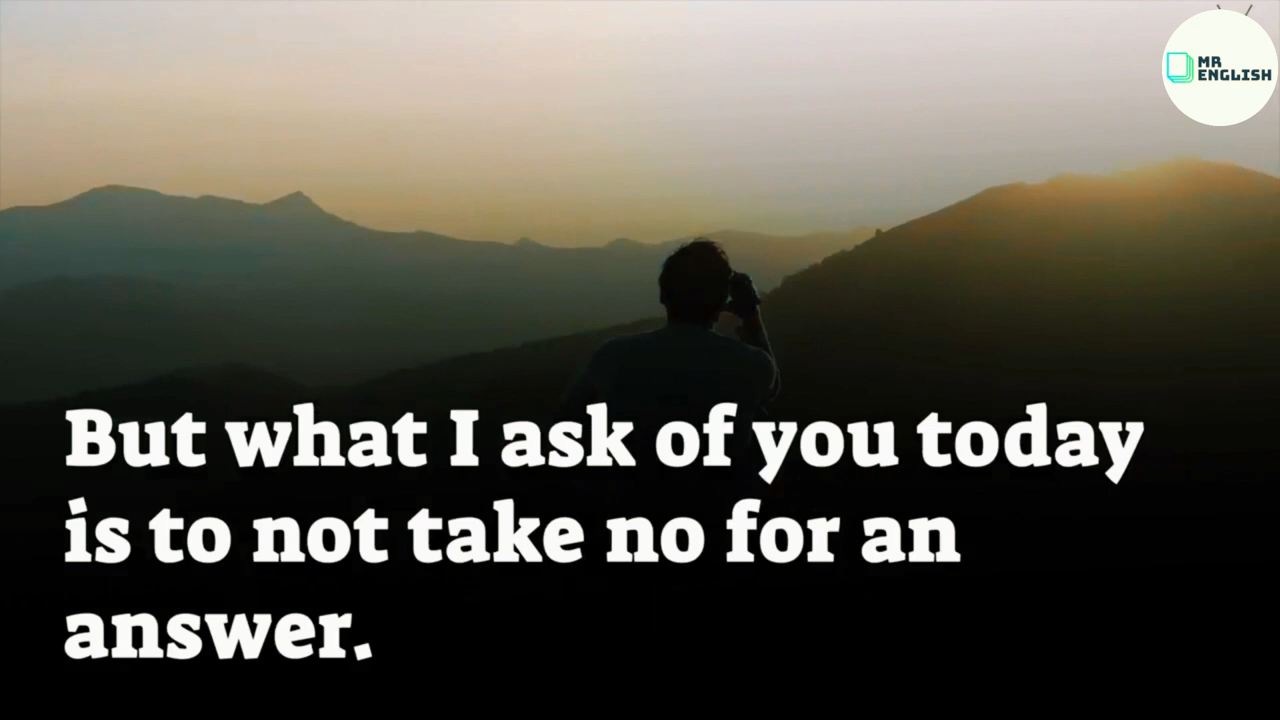 MR
ENGLISH
But what I ask of you today
is to not take no for an
answer.